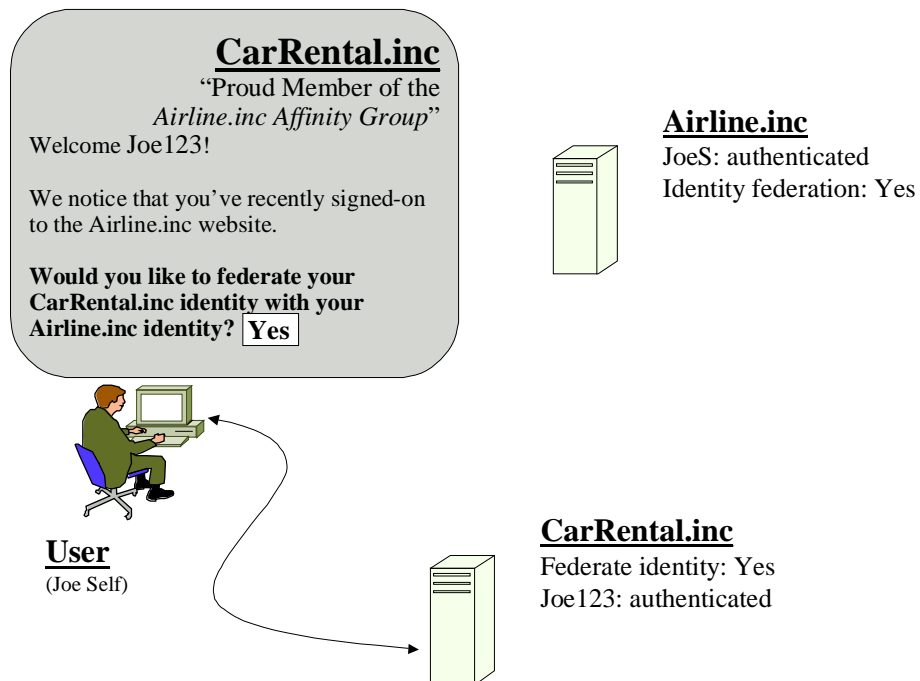 CarRental.inc
“Proud Member of the
Airline.inc Affinity Group”
Welcome Joe123!
We notice that you’ve recently signed-on
to the Airline.inc website.
Would you like to federate your
CarRental.inc identity with your
Airline.inc identity? Yes
Airline.inc
JoeS: authenticated
Identity federation: Yes
User
(Joe Self)
CarRental.inc
Federate identity: Yes
Joe123: authenticated